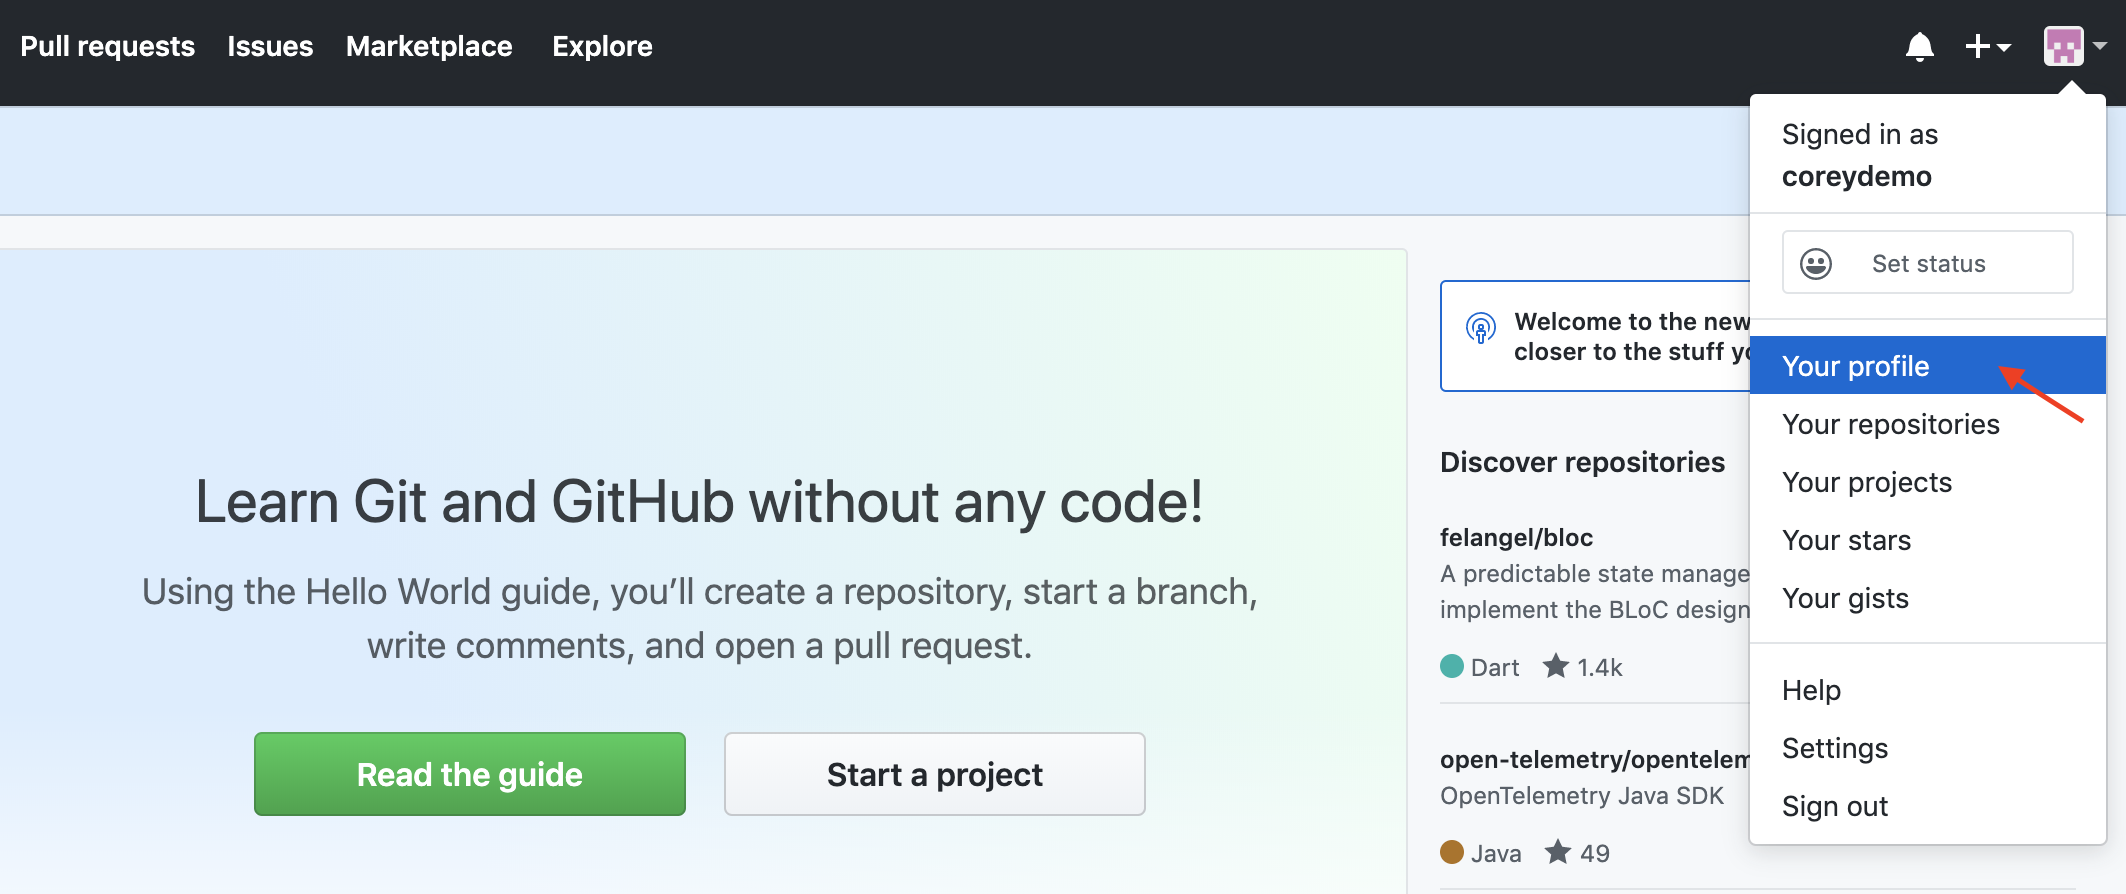 Pull requests Issues Marketplace Explore
Signed in as
coreydemo
Set status
Your profile
Your repositories
Your projects
Your stars
Your gists
Help
Settings
Sign out
Learn Git and GitHub without any code!
Using the Hello World guide, you’ll create a repository, start a branch,
write comments, and open a pull request.
Read the guide Start a project
Welcome to the new
closer to the stuff
Discover repositories
felangel/bloc
A predictable state manage
implement the BLoC design
Dart 1.4k
open-telemetry/opentelem
OpenTelemetry Java SDK
Java 49